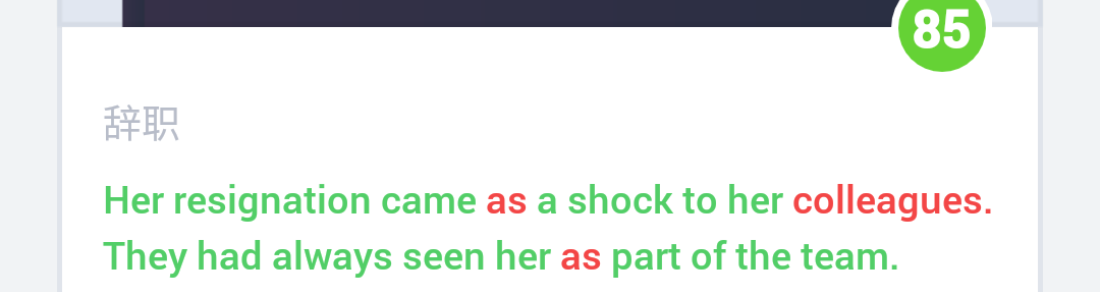 85
辞职
Her resignation came as a shock to her colleagues.
They had always seen her as part of the team.